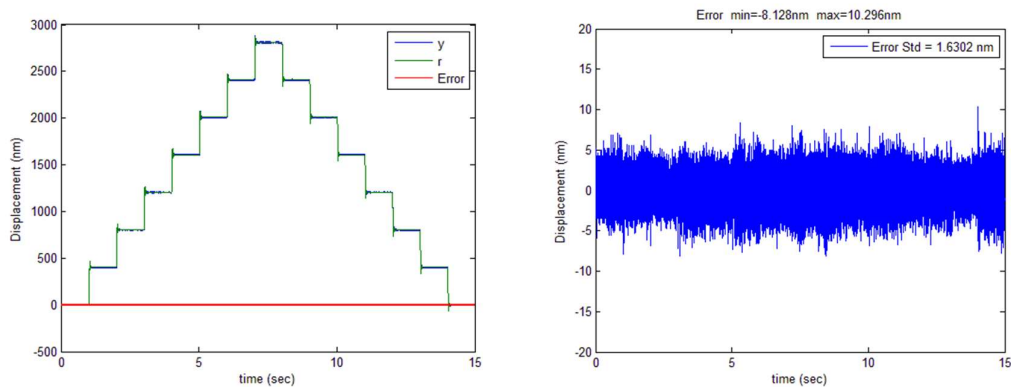 3000
2500
2000
1500
1000
500
0
-500
Displacement (nm)
0
5
10
15
time (sec)
y
r
Error
Error min=-8.128nm max=10.296nm
20
15
10
5
0
-5
-10
-15
-20
Displacement (nm)
0
5
10
15
time (sec)
Error Std = 1.6302 nm